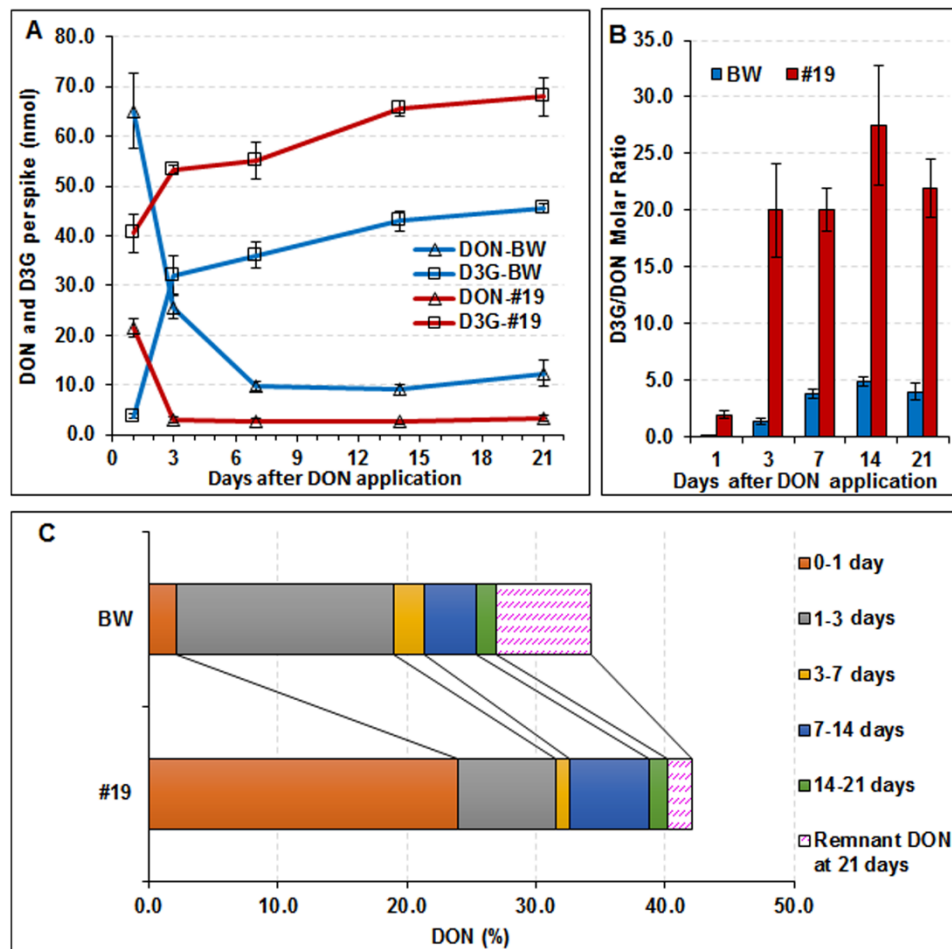 A
80.0
70.0
60.0
50.0
40.0
30.0
20.0
10.0
0.0
DON and D3G per spike (nmol)
DON-BW
D3G-BW
DON-#19
D3G-#19
0 3 6 9 12 15 18 21
Days after DON application
B
35.0
30.0
25.0
20.0
15.0
10.0
5.0
0.0
D3G/DON Molar Ratio
BW #19
1 3 7 14 21
Days after DON application
C
BW
#19
0.0 10.0 20.0 30.0 40.0 50.0
DON (%)
0-1 day
1-3 days
3-7 days
7-14 days
14-21 days
Remnant DON
at 21 days